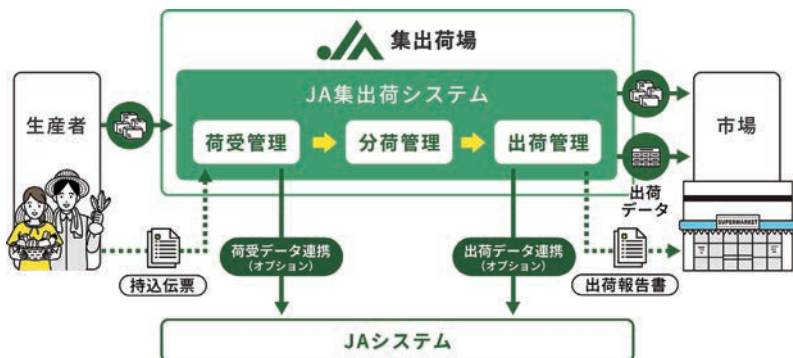 JA 集出荷場
JA集出荷システム
生産者
荷受管理
分荷管理
出荷管理
市場
出荷
データ
SUPERMARKET
持込伝票
荷受データ連携
(オプション)
出荷データ連携
(オプション)
出荷報告書
JAシステム